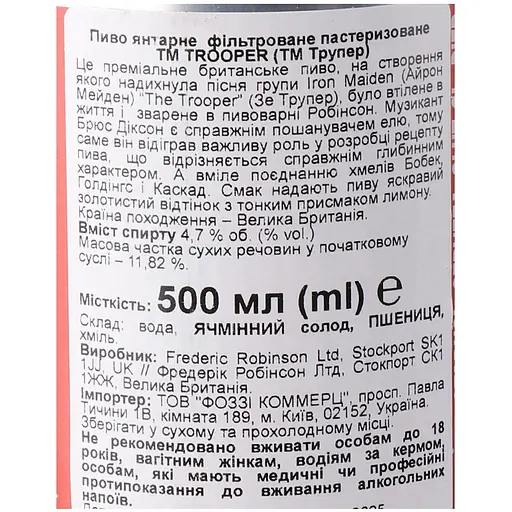 Пиво янтарне фільтроване пастеризоване
TM TROOPER (ТМ Трупер)
Це преміальне британське пиво, на створення
якого надихнула пісня групи Iron Maiden (Айрон
Мейден) "The Trooper" (Зе Трупер), було втілене в
життя і зварене в пивоварні Робінсон. Музикант
Брюс Діксон є справжнім пошанувачем елю, тому
саме він відіграв важливу роль у розробці рецепту
пива, що відрізняється справжнім глибинним
характером. А вміле поєднанню хмелів Бобек,
Голдінгс і Каскад. Смак надають пиву яскравий
золотистий відтінок з тонким присмаком лимону.
Країна походження – Велика Британія.
Вміст спирту 4,7 % об. (% vol.)
Масова частка сухих речовин у початковому
суслі – 11,82 %.
Місткість: 500 мл (ml) ℮
Склад: вода, ЯЧМІННИЙ солод, ПШЕНИЦЯ,
хміль.
Виробник: Frederic Robinson Ltd, Stockport SK1
1JJ, UK // Фредерік Робінсон Лтд, Стокпорт СК1
1ЖЖ, Велика Британія.
Імпортер: ТОВ "ФОЗЗІ КОММЕРЦ", просп. Павла
Тичини 1В, кімната 189, м. Київ, 02152, Україна.
Зберігати у сухому та прохолодному місці.
Не рекомендовано вживати особам до 18
років, вагітним жінкам, водіям за кермом,
особам, які мають медичні чи професійні
протипоказання до вживання алкогольних
напоїв.